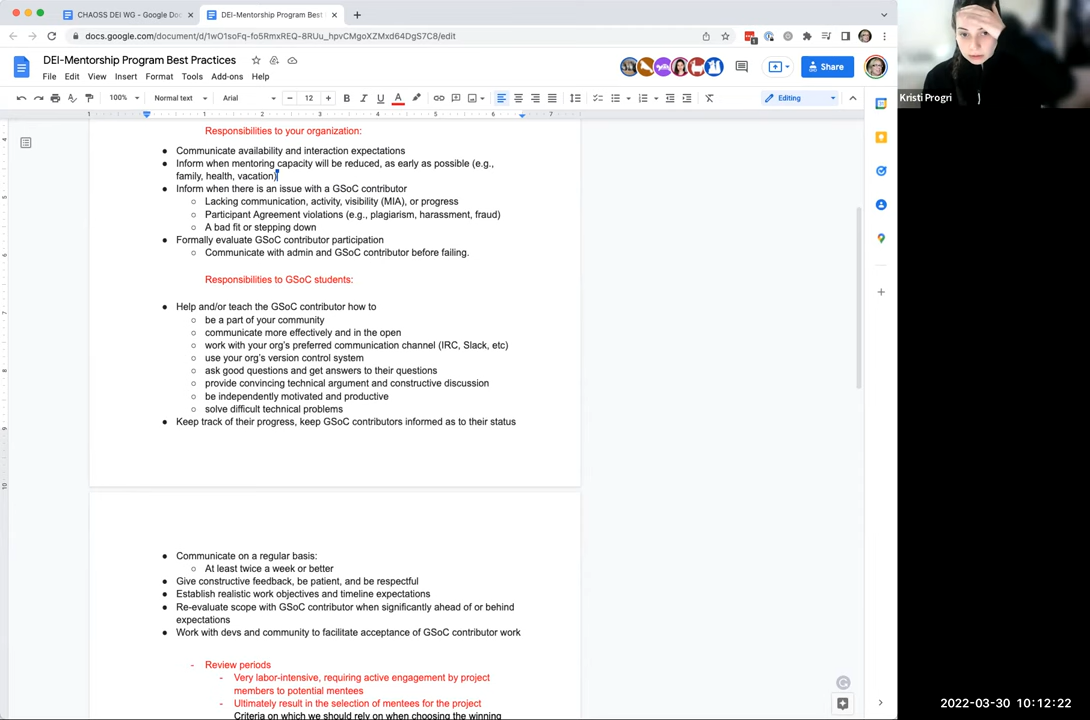 CHAOSS DEI WG - Google Doc
DEI-Mentorship Program Best
docs.google.com/document/d/1wO1soFq-fo5RmxREQ-8RUu_hpvCMgoXZMxd64DgS7C8/edit
DEI-Mentorship Program Best Practices
File Edit View Insert Format Tools Add-ons Help
Share
100% Normal text Arial 12 Editing
Responsibilities to your organization:
Communicate availability and interaction expectations
Inform when mentoring capacity will be reduced, as early as possible (e.g.,
family, health, vacation)
Inform when there is an issue with a GSoC contributor
Lacking communication, activity, visibility (MIA), or progress
Participant Agreement violations (e.g., plagiarism, harassment, fraud)
A bad fit or stepping down
Formally evaluate GSoC contributor participation
Communicate with admin and GSoC contributor before failing.
Responsibilities to GSoC students:
Help and/or teach the GSoC contributor how to
be a part of your community
communicate more effectively and in the open
work with your org's preferred communication channel (IRC, Slack, etc)
use your org's version control system
ask good questions and get answers to their questions
provide convincing technical argument and constructive discussion
be independently motivated and productive
solve difficult technical problems
Keep track of their progress, keep GSoC contributors informed as to their status
Communicate on a regular basis:
At least twice a week or better
Give constructive feedback, be patient, and be respectful
Establish realistic work objectives and timeline expectations
Re-evaluate scope with GSoC contributor when significantly ahead of or behind
expectations
Work with devs and community to facilitate acceptance of GSoC contributor work
- Review periods
- Very labor-intensive, requiring active engagement by project
members to potential mentees
- Ultimately result in the selection of mentees for the project
Criteria on which we should rely on when choosing the winning
Kristi Progri
2022-03-30 10:12:22